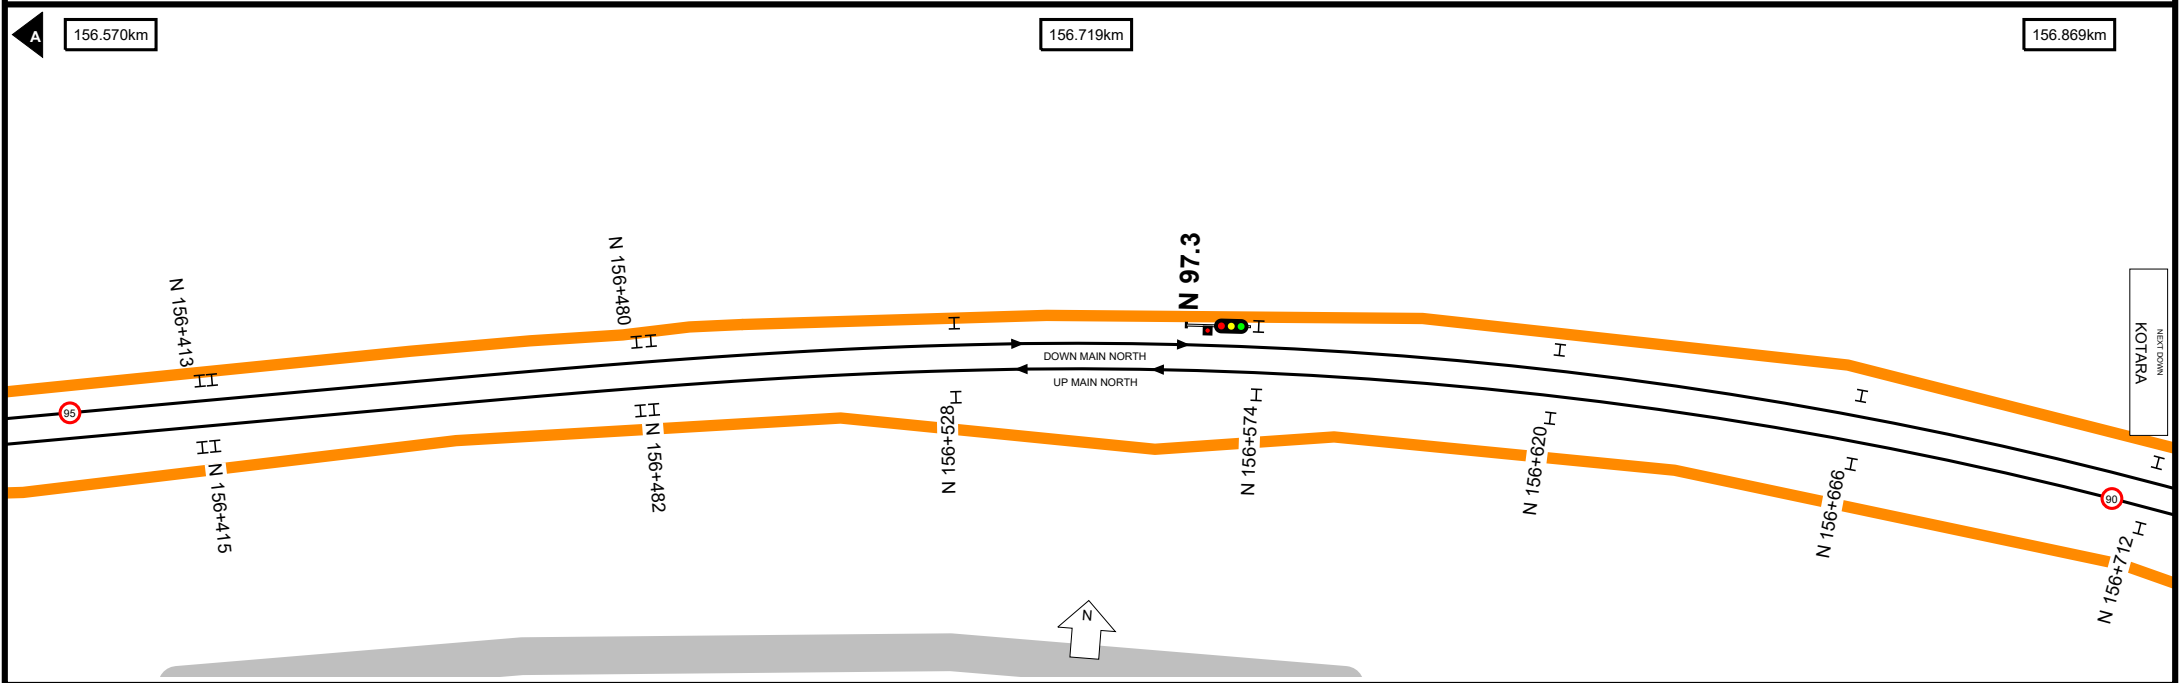 A
156.570km
156.719km
156.869km
N 156+413
N 156+480
N 97.3
DOWN MAIN NORTH
UP MAIN NORTH
NEXT DOWN
KOTARA
95
90
N 156+415
N 156+482
N 156+528
N 156+574
N 156+620
N 156+666
N 156+712
N